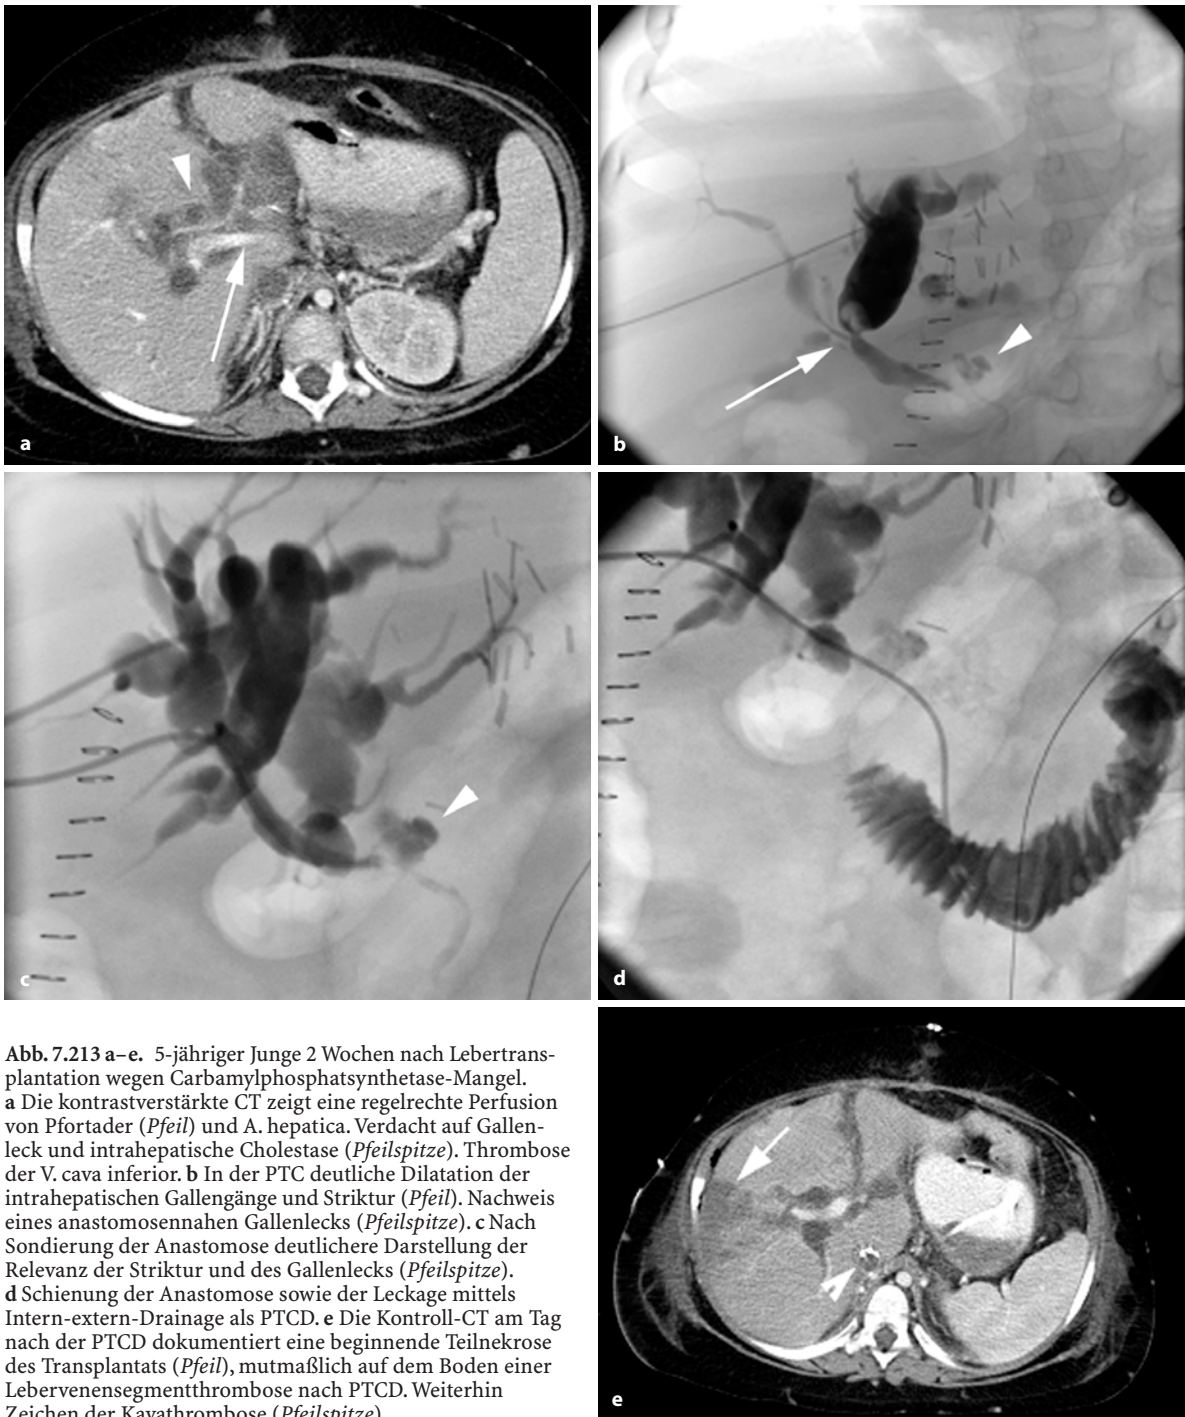 a
b
c
d
Abb. 7.213 a–e. 5-jähriger Junge 2 Wochen nach Lebertrans-
plantation wegen Carbamylphosphatsynthetase-Mangel.
a Die kontrastverstärkte CT zeigt eine regelrechte Perfusion
von Pfortader (Pfeil) und A. hepatica. Verdacht auf Gallen-
leck und intrahepatische Cholestase (Pfeilspitze). Thrombose
der V. cava inferior. b In der PTC deutliche Dilatation der
intrahepatischen Gallengänge und Striktur (Pfeil). Nachweis
eines anastomosennahen Gallenlecks (Pfeilspitze). c Nach
Sondierung der Anastomose deutlichere Darstellung der
Relevanz der Striktur und des Gallenlecks (Pfeilspitze).
d Schienung der Anastomose sowie der Leckage mittels
Intern-extern-Drainage als PTCD. e Die Kontroll-CT am Tag
nach der PTCD dokumentiert eine beginnende Teilnekrose
des Transplantats (Pfeil), mutmaßlich auf dem Boden einer
Lebervenensegmentthrombose nach PTCD. Weiterhin
Zeichen der Kavathrombose (Pfeilspitze)
e